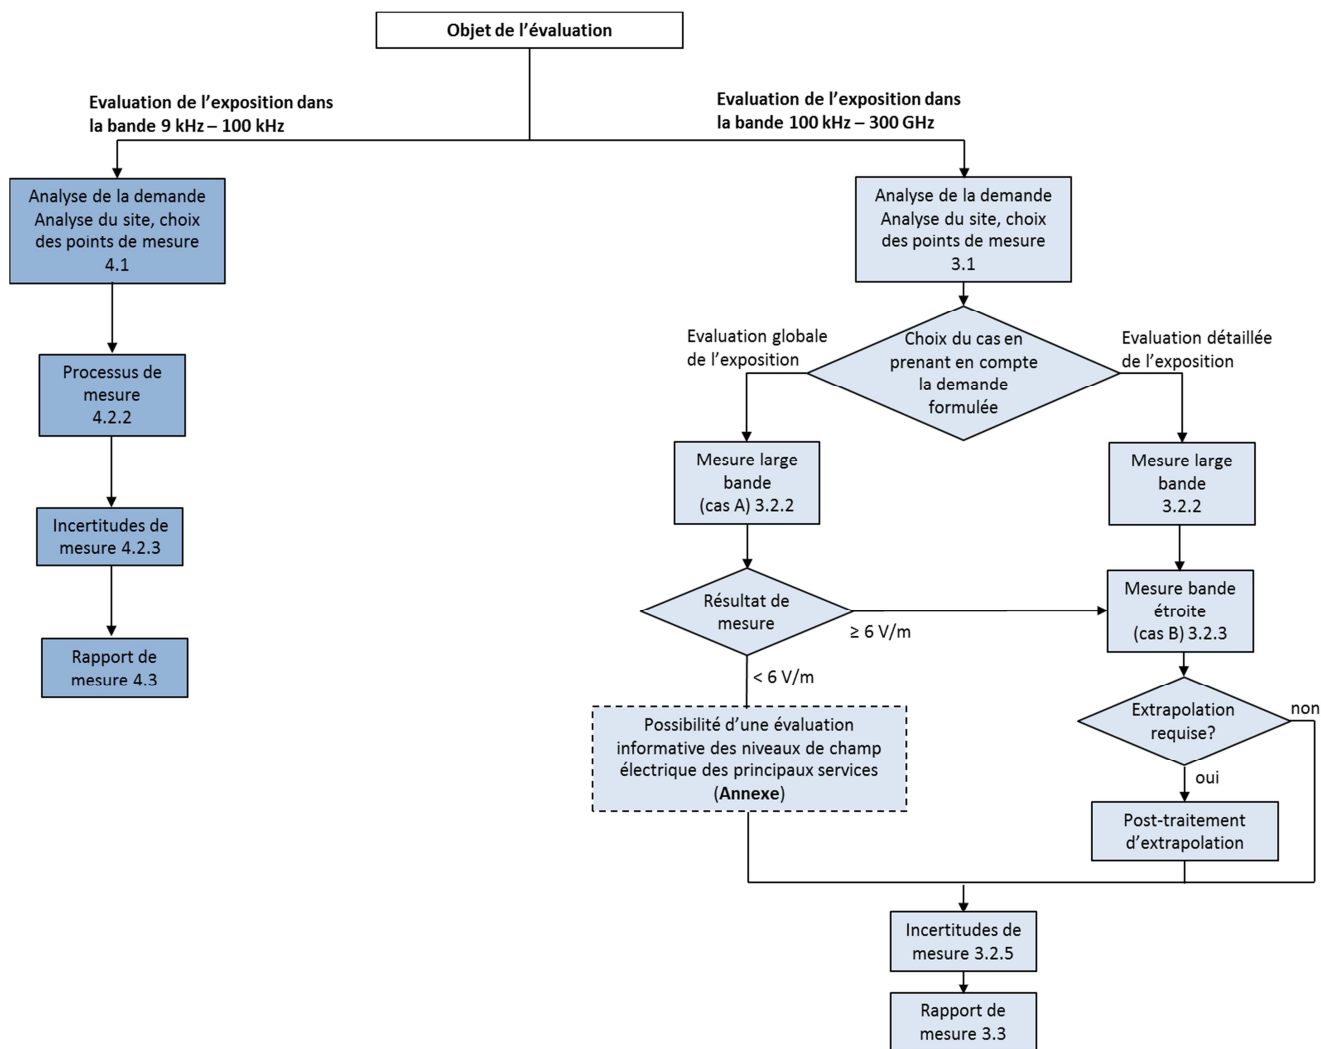 Objet de l’évaluation
Evaluation de l’exposition dans
la bande 9 kHz – 100 kHz
Evaluation de l’exposition dans
la bande 100 kHz – 300 GHz
Analyse de la demande
Analyse du site, choix
des points de mesure
4.1
Processus de
mesure
4.2.2
Incertitudes de
mesure 4.2.3
Rapport de
mesure 4.3
Analyse de la demande
Analyse du site, choix
des points de mesure
3.1
Choix du cas en
prenant en compte
la demande
formulée
Evaluation globale
de l’exposition
Evaluation détaillée
de l’exposition
Mesure large
bande
(cas A) 3.2.2
Mesure large
bande
3.2.2
Résultat de
mesure
≥ 6 V/m
< 6 V/m
Mesure bande
étroite
(cas B) 3.2.3
Possibilité d’une évaluation
informative des niveaux de champ
électrique des principaux services
(Annexe)
Extrapolation
requise?
non
oui
Post-traitement
d’extrapolation
Incertitudes de
mesure 3.2.5
Rapport de
mesure 3.3